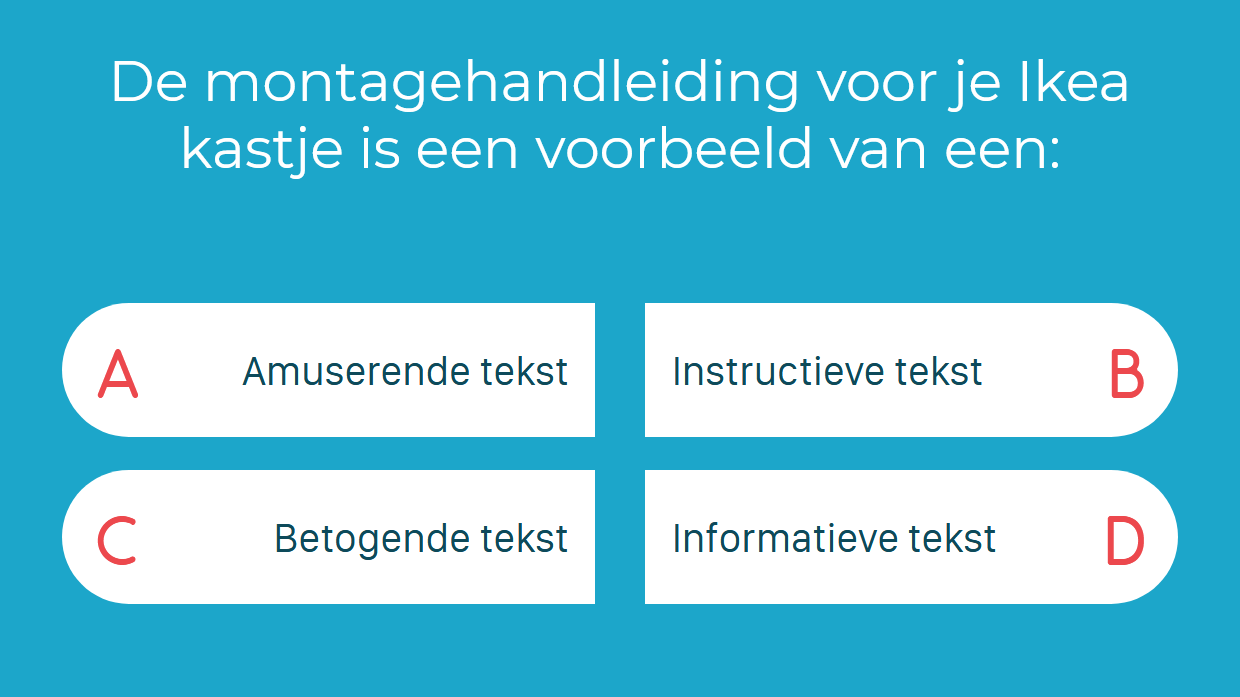 De montagehandleiding voor je Ikea
kastje is een voorbeeld van een:
A Amuserende tekst
Instructieve tekst B
C Betogende tekst
Informatieve tekst D